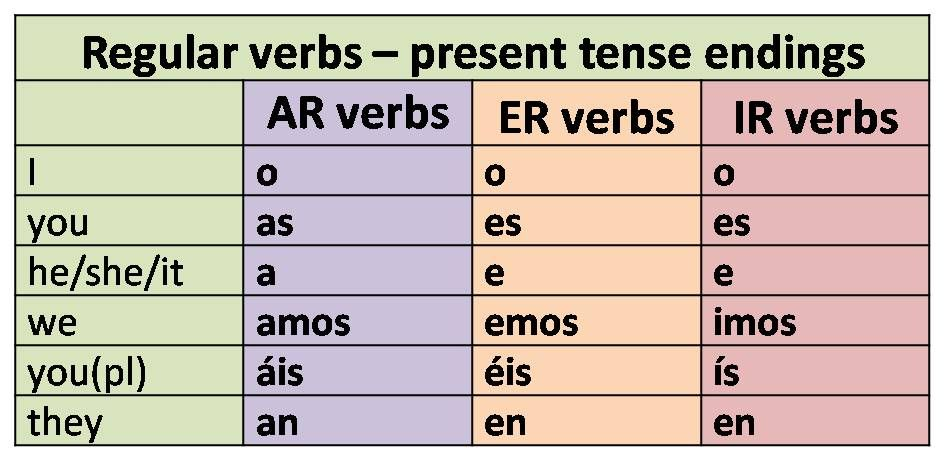 Regular verbs – present tense endings
AR verbs ER verbs IR verbs
I o o o
you as es es
he/she/it a e e
we amos emos imos
you(pl) áis éis ís
they an en en